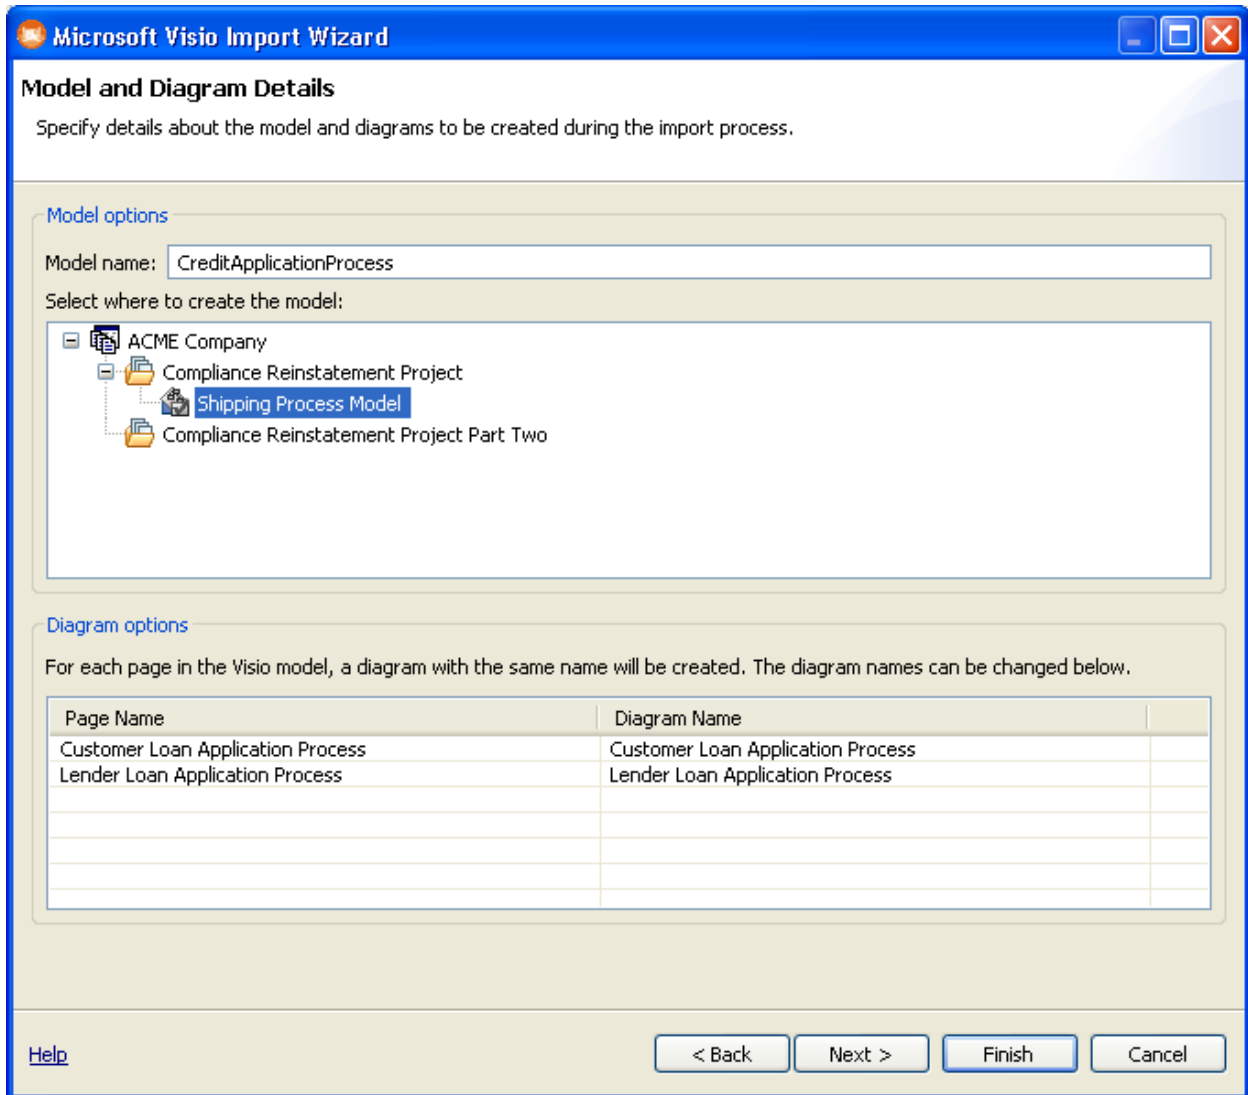 Microsoft Visio Import Wizard
Model and Diagram Details
Specify details about the model and diagrams to be created during the import process.
Model options
Model name: CreditApplicationProcess
Select where to create the model:
ACME Company
Compliance Reinstatement Project
Shipping Process Model
Compliance Reinstatement Project Part Two
Diagram options
For each page in the Visio model, a diagram with the same name will be created. The diagram names can be changed below.
Page Name Diagram Name
Customer Loan Application Process Customer Loan Application Process
Lender Loan Application Process Lender Loan Application Process
Help < Back Next > Finish Cancel